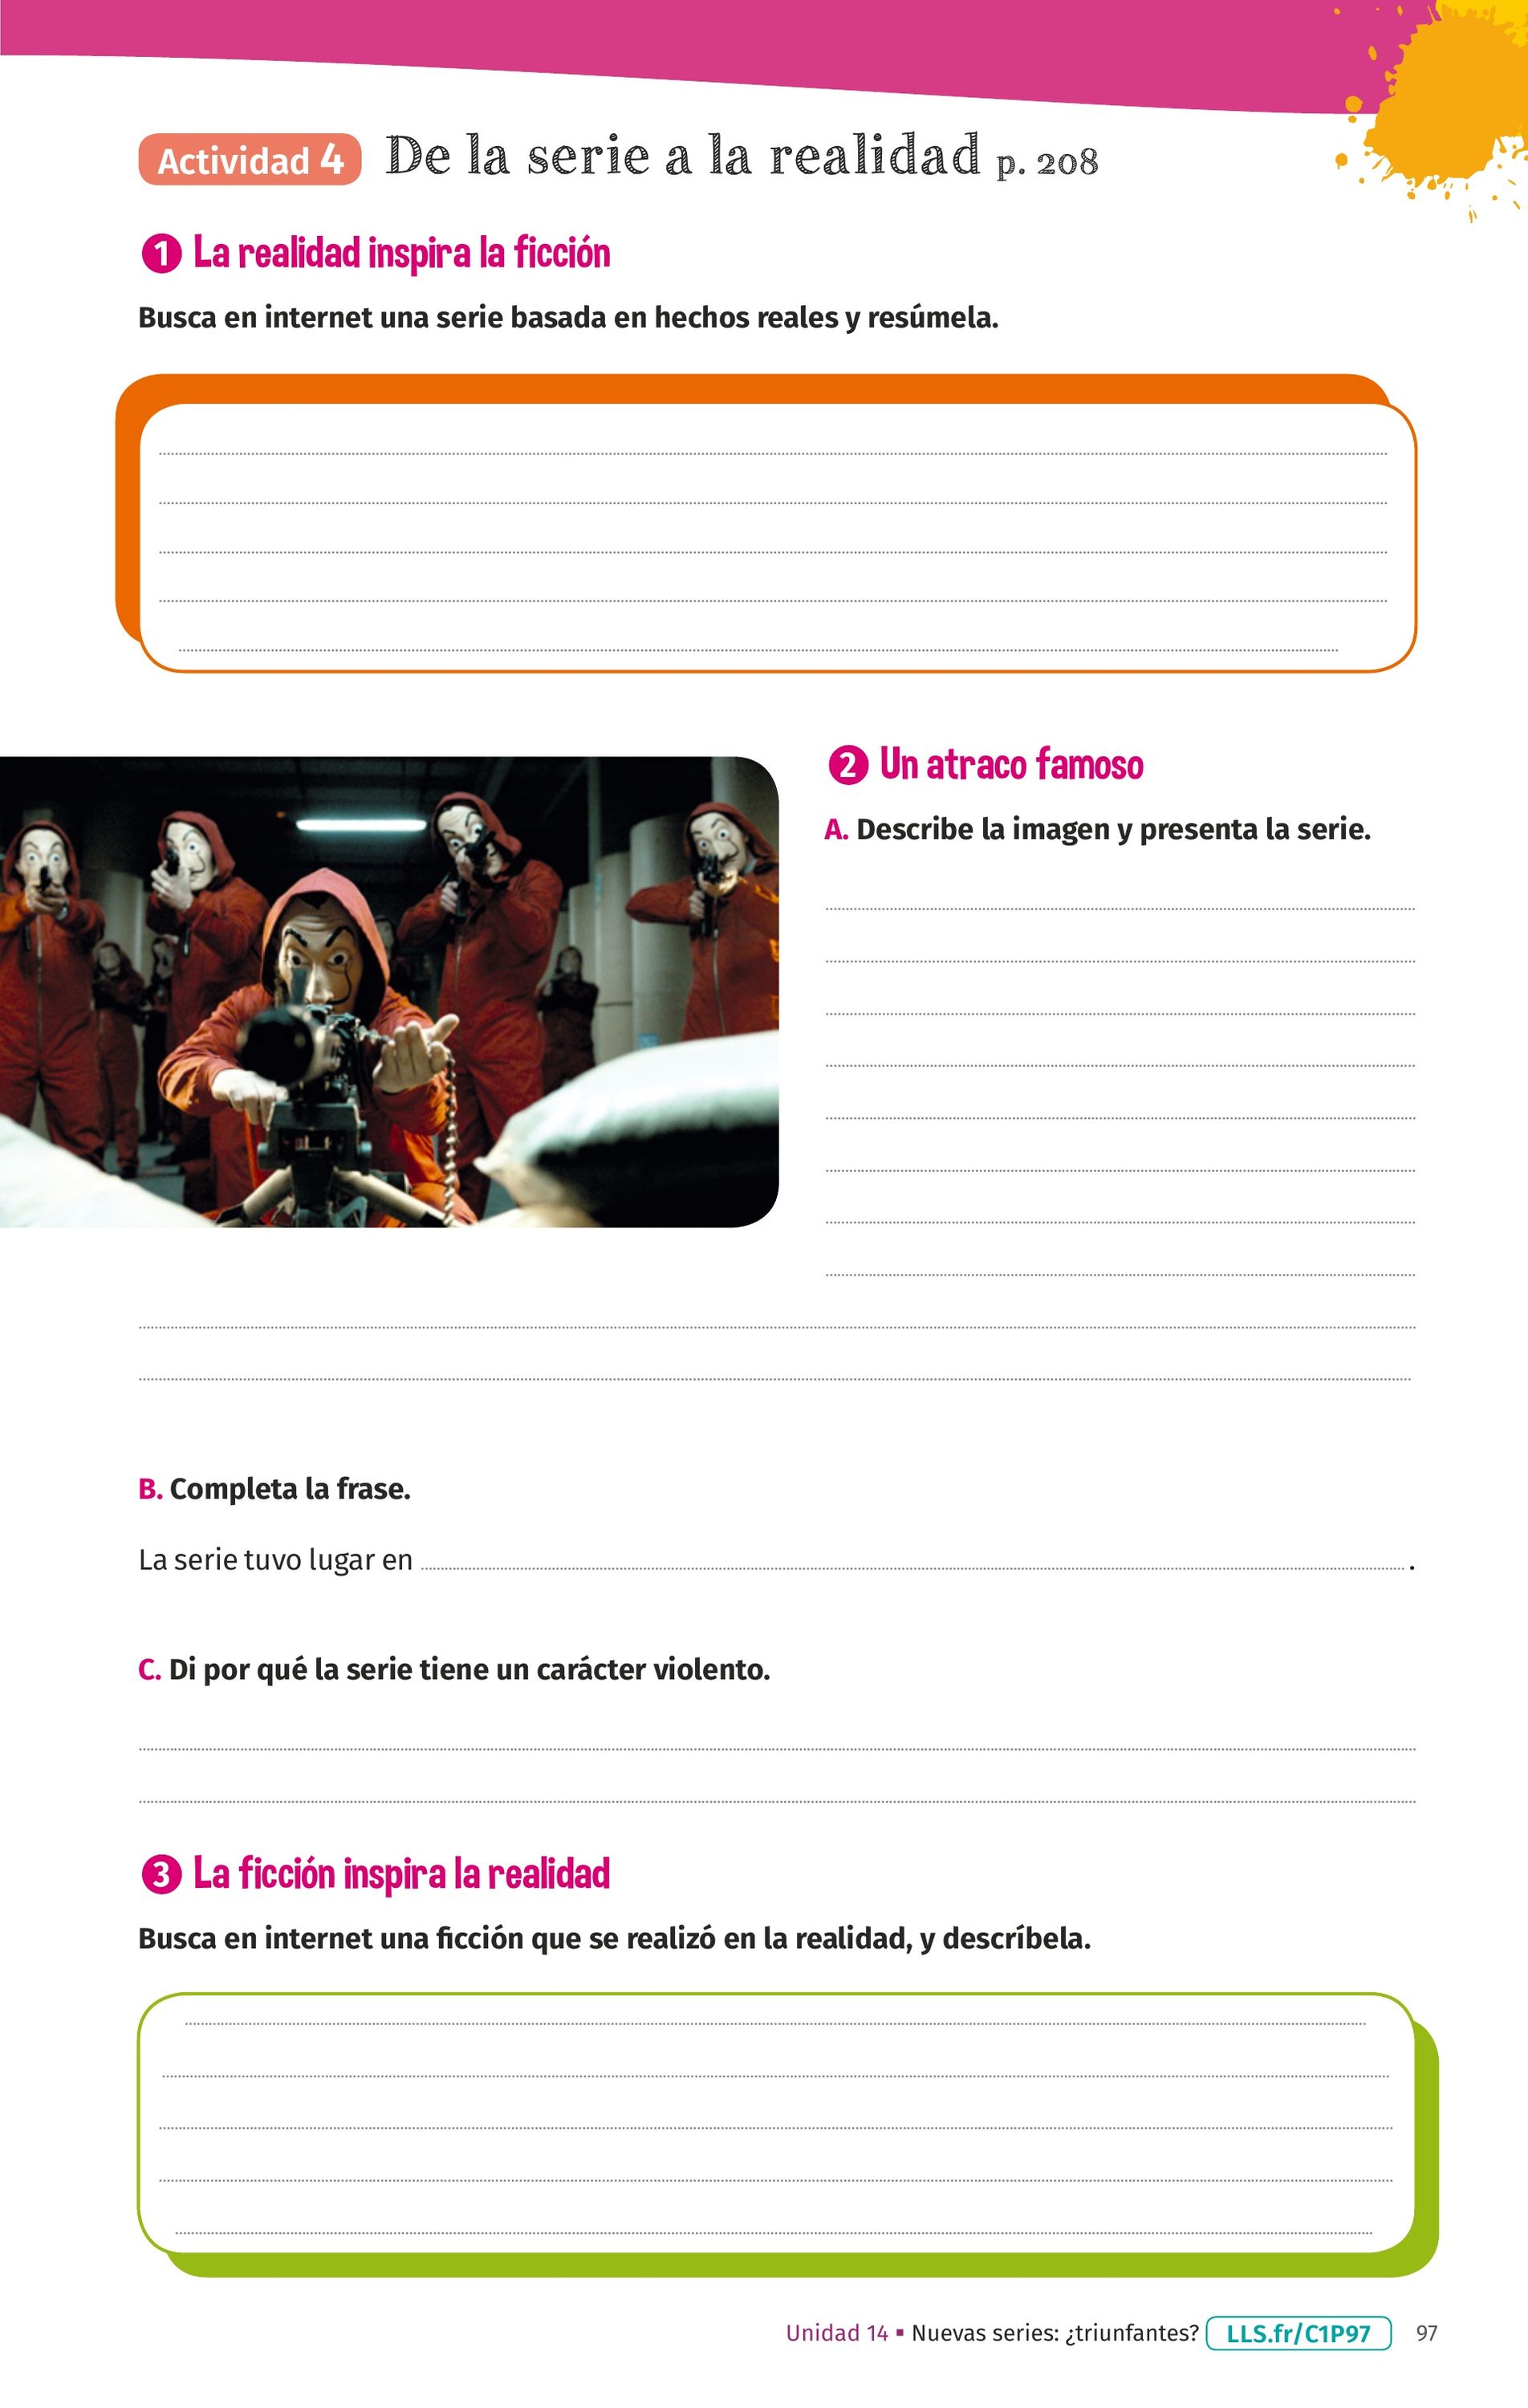 Actividad 4 De la serie a la realidad p. 208
1 La realidad inspira la ficción
Busca en internet una serie basada en hechos reales y resúmela.
2 Un atraco famoso
A. Describe la imagen y presenta la serie.
B. Completa la frase.
La serie tuvo lugar en .
C. Di por qué la serie tiene un carácter violento.
3 La ficción inspira la realidad
Busca en internet una ficción que se realizó en la realidad, y descríbela.
Unidad 14 ▪ Nuevas series: ¿triunfantes? LLS.fr/C1P97 97